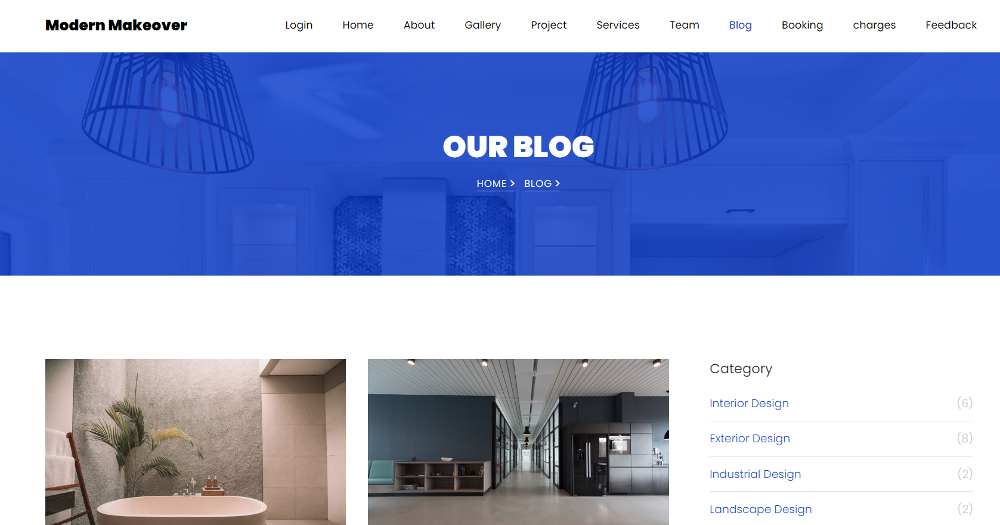 Modern Makeover Login Home About Gallery Project Services Team Blog Booking charges Feedback
OUR BLOG
HOME > BLOG >
Category
Interior Design (6)
Exterior Design (8)
Industrial Design (2)
Landscape Design (2)